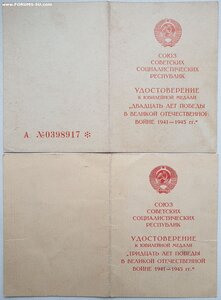 www.FORUMS-SU.com
СОЮЗ
СОВЕТСКИХ
СОЦИАЛИСТИЧЕСКИХ
РЕСПУБЛИК
УДОСТОВЕРЕНИЕ
К ЮБИЛЕЙНОЙ МЕДАЛИ
„ДВАДЦАТЬ ЛЕТ ПОБЕДЫ
В ВЕЛИКОЙ ОТЕЧЕСТВЕННОЙ
ВОЙНЕ 1941—1945 гг.“
А №0398917 *
СОЮЗ
СОВЕТСКИХ
СОЦИАЛИСТИЧЕСКИХ
РЕСПУБЛИК
УДОСТОВЕРЕНИЕ
К ЮБИЛЕЙНОЙ МЕДАЛИ
„ТРИДЦАТЬ ЛЕТ ПОБЕДЫ
В ВЕЛИКОЙ ОТЕЧЕСТВЕННОЙ
ВОЙНЕ 1941—1945 гг.“